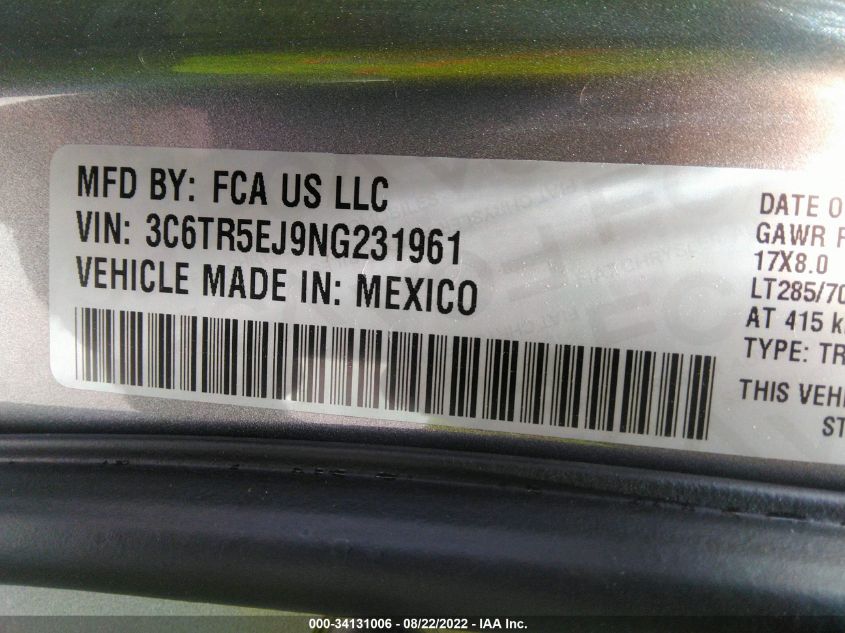 MFD BY: FCA US LLC
VIN: 3C6TR5EJ9NG231961
VEHICLE MADE IN: MEXICO
DATE O
GAWR F
17X8.0
LT285/70
AT 415 k
TYPE: TR
THIS VEHI
ST
000-34131006 - 08/22/2022 - IAA Inc.